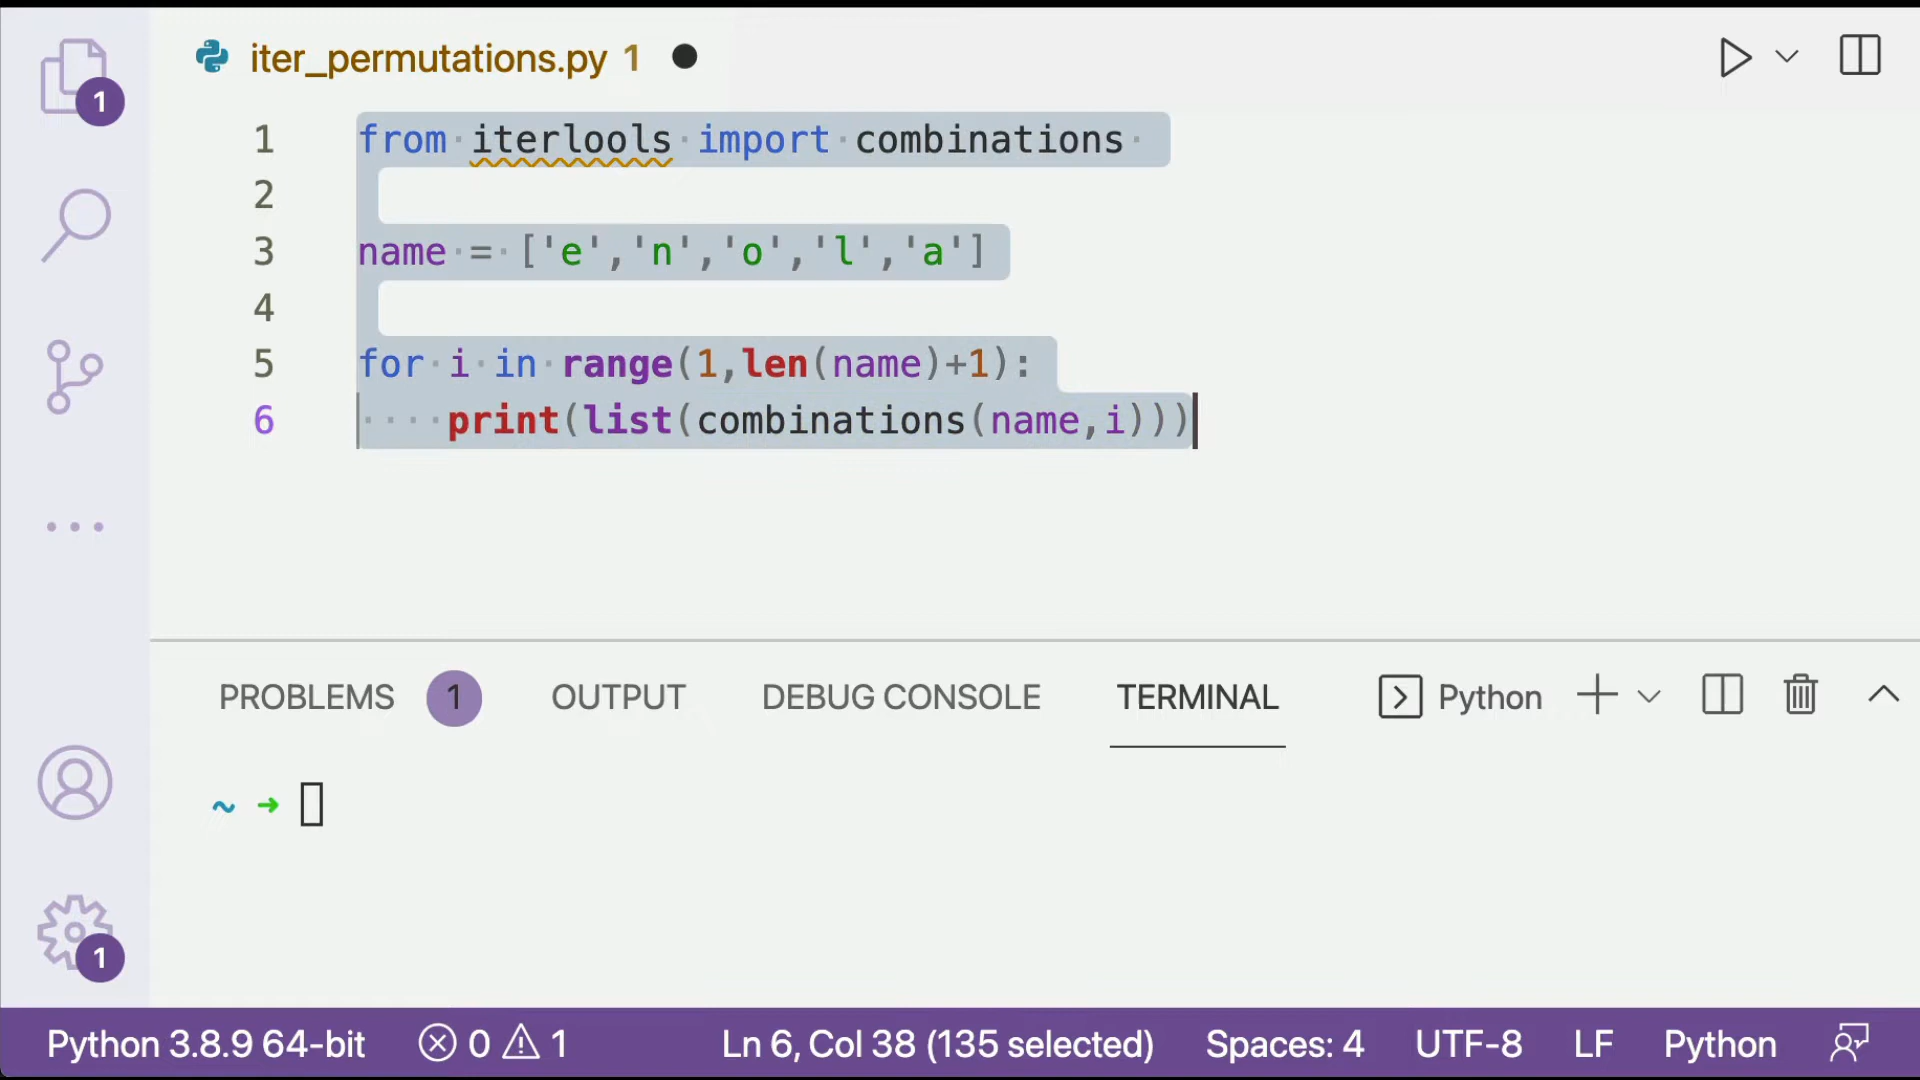 iter_permutations.py 1
1
1 from iterlools import combinations
2
3 name = ['e','n','o','l','a']
4
5 for i in range(1,len(name)+1):
6 print(list(combinations(name,i)))
PROBLEMS 1 OUTPUT DEBUG CONSOLE TERMINAL Python
~ ➜
1
Python 3.8.9 64-bit 0 1 Ln 6, Col 38 (135 selected) Spaces: 4 UTF-8 LF Python